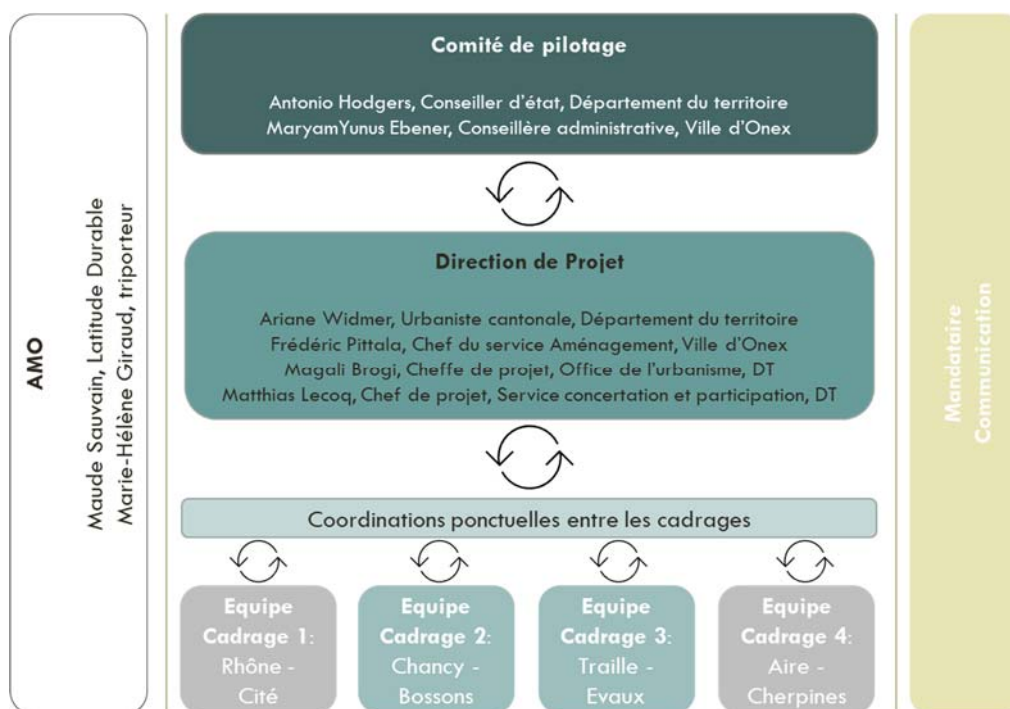 AMO
Maude Sauvain, Latitude Durable
Marie-Hélène Giraud, triporteur
Comité de pilotage
Antonio Hodgers, Conseiller d'état, Département du territoire
MaryamYunus Ebener, Conseillère administrative, Ville d'Onex
Direction de Projet
Ariane Widmer, Urbaniste cantonale, Département du territoire
Frédéric Pittala, Chef du service Aménagement, Ville d'Onex
Magali Brogi, Cheffe de projet, Office de l'urbanisme, DT
Matthias Lecoq, Chef de projet, Service concertation et participation, DT
Coordinations ponctuelles entre les cadrages
Equipe
Cadrage 1:
Rhône -
Cité
Equipe
Cadrage 2:
Chancy -
Bossons
Equipe
Cadrage 3:
Traille -
Evaux
Equipe
Cadrage 4:
Aire -
Cherpines
Mandataire
Communication